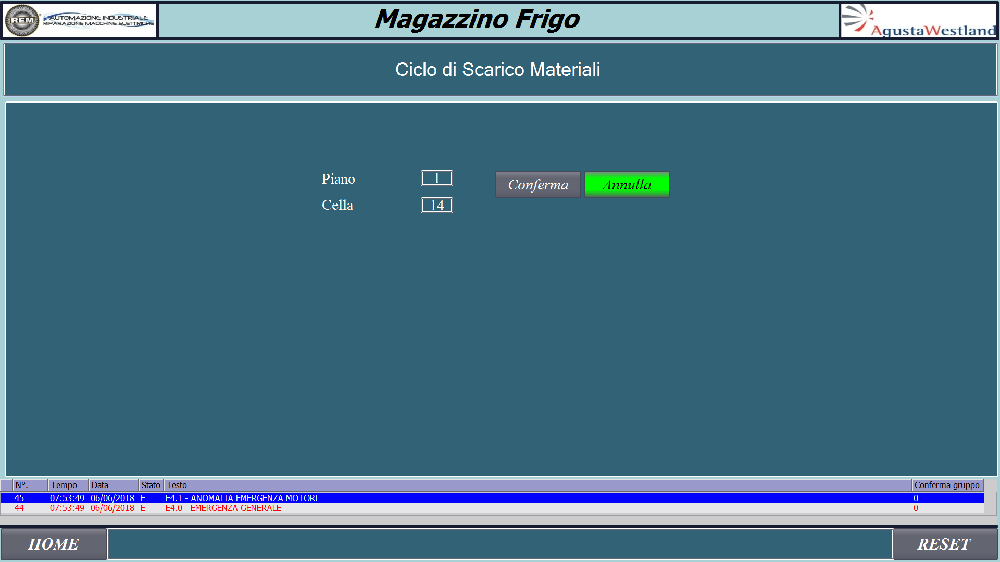 REM
AUTOMAZIONE INDUSTRIALE
RIPARAZIONE MACCHINE ELETTRICHE
Magazzino Frigo
AgustaWestland
Ciclo di Scarico Materiali
Piano 1
Conferma Annulla
Cella 14
N°. Tempo Data Stato Testo Conferma gruppo
45 07:53:49 06/06/2018 E E4.1 - ANOMALIA EMERGENZA MOTORI 0
44 07:53:49 06/06/2018 E E4.0 - EMERGENZA GENERALE 0
HOME RESET